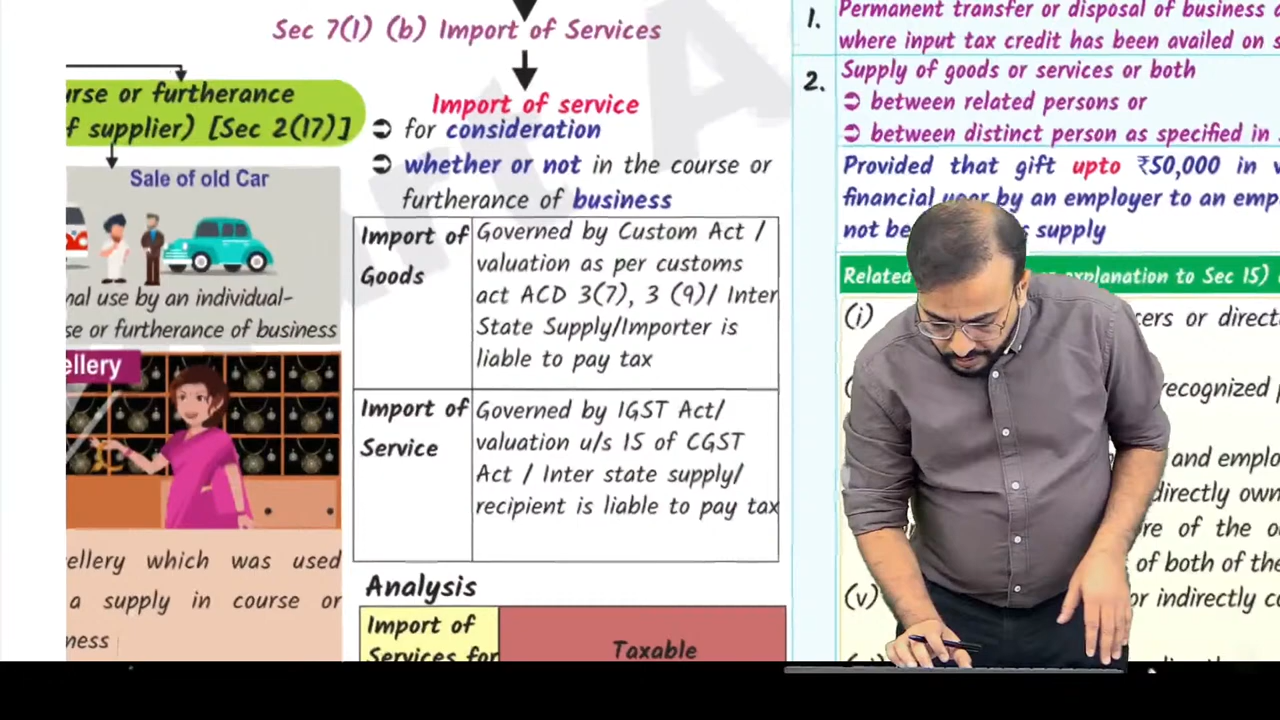 Sec 7(1) (b) Import of Services
urse or furtherance
f supplier) [Sec 2(17)]
Sale of old Car
nal use by an individual-
se or furtherance of business
ellery
ellery which was used
a supply in course or
ness
Import of service
➲ for consideration
➲ whether or not in the course or
furtherance of business
Import of
Goods
Governed by Custom Act /
valuation as per customs
act ACD 3(7), 3 (9)/ Inter
State Supply/Importer is
liable to pay tax
Import of
Service
Governed by IGST Act/
valuation u/s 15 of CGST
Act / Inter state supply/
recipient is liable to pay tax
Analysis
Import of
Services for
Taxable
1. Permanent transfer or disposal of business
where input tax credit has been availed on
2. Supply of goods or services or both
➲ between related persons or
➲ between distinct person as specified in
Provided that gift upto ₹50,000 in
financial year by an employer to an emp
not be supply
Related explanation to Sec 15)
(i) cers or direct
recognized
and emplo
directly own
re of the
of both of the
(v) or indirectly